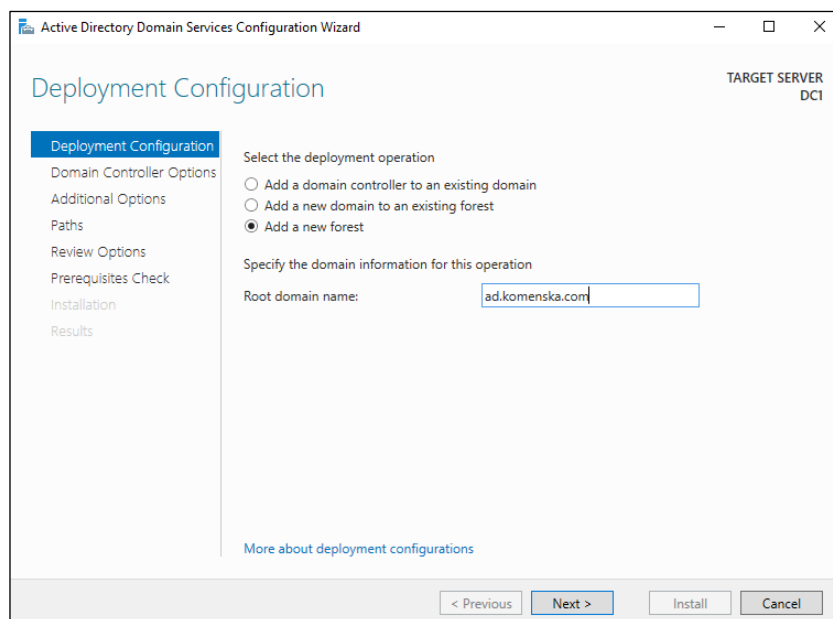 Active Directory Domain Services Configuration Wizard
Deployment Configuration
TARGET SERVER
DC1
Deployment Configuration
Domain Controller Options
Additional Options
Paths
Review Options
Prerequisites Check
Installation
Results
Select the deployment operation
Add a domain controller to an existing domain
Add a new domain to an existing forest
Add a new forest
Specify the domain information for this operation
Root domain name: ad.komenska.com
More about deployment configurations
< Previous Next > Install Cancel